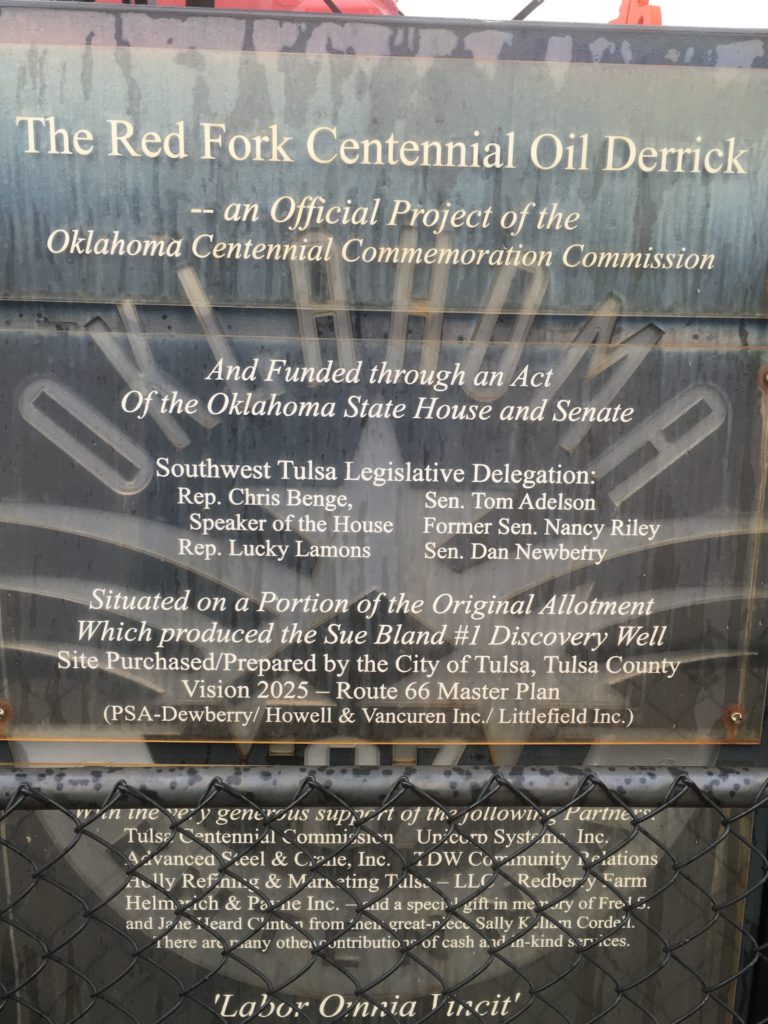 The Red Fork Centennial Oil Derrick
-- an Official Project of the
Oklahoma Centennial Commemoration Commission
OKLAHOMA
And Funded through an Act
Of the Oklahoma State House and Senate
Southwest Tulsa Legislative Delegation:
Rep. Chris Benge, Sen. Tom Adelson
Speaker of the House Former Sen. Nancy Riley
Rep. Lucky Lamons Sen. Dan Newberry
Situated on a Portion of the Original Allotment
Which produced the Sue Bland #1 Discovery Well
Site Purchased/Prepared by the City of Tulsa, Tulsa County
Vision 2025 – Route 66 Master Plan
(PSA-Dewberry/ Howell & Vancuren Inc./ Littlefield Inc.)
With the very generous support of the following Partners:
Tulsa Centennial Commission Unicorp Systems, Inc.
Advanced Steel & Crane, Inc. TDW Community Relations
Holly Refining & Marketing Tulsa – LLC Redberry Farm
Helmerich & Payne Inc. – and a special gift in memory of Fred S.
and Jane Heard Clinton from their great-niece Sally Kellam Cordell.
There are many other contributions of cash and in-kind services.
'Labor Omnia Vincit'